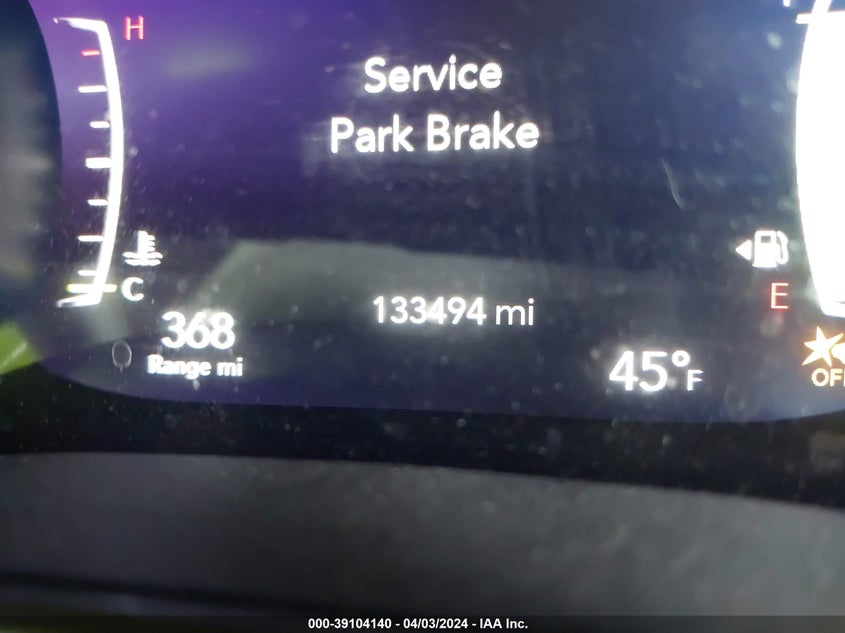 H
Service
Park Brake
C
E
133494 mi
368
Range mi
45°F
OFF
000-39104140 - 04/03/2024 - IAA Inc.